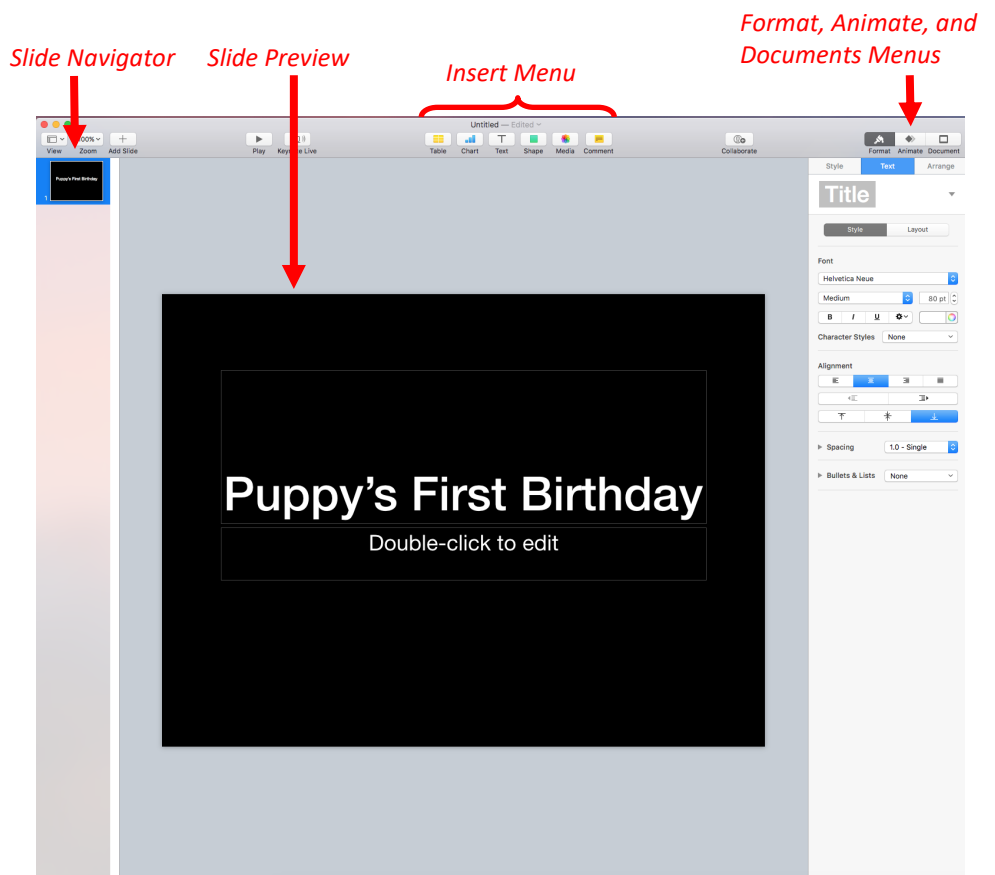 Format, Animate, and
Documents Menus
Slide Navigator
Slide Preview
Insert Menu
Untitled — Edited
View
Zoom
Add Slide
Play
Live
Table
Chart
Text
Shape
Media
Comment
Collaborate
Format
Animate
Document
Puppy's First Birthday
1
Style
Text
Arrange
Title
Style
Layout
Font
Helvetica Neue
Medium
80 pt
B I U
Character Styles
None
Alignment
Puppy’s First Birthday
Double-click to edit
Spacing
1.0 - Single
Bullets & Lists
None